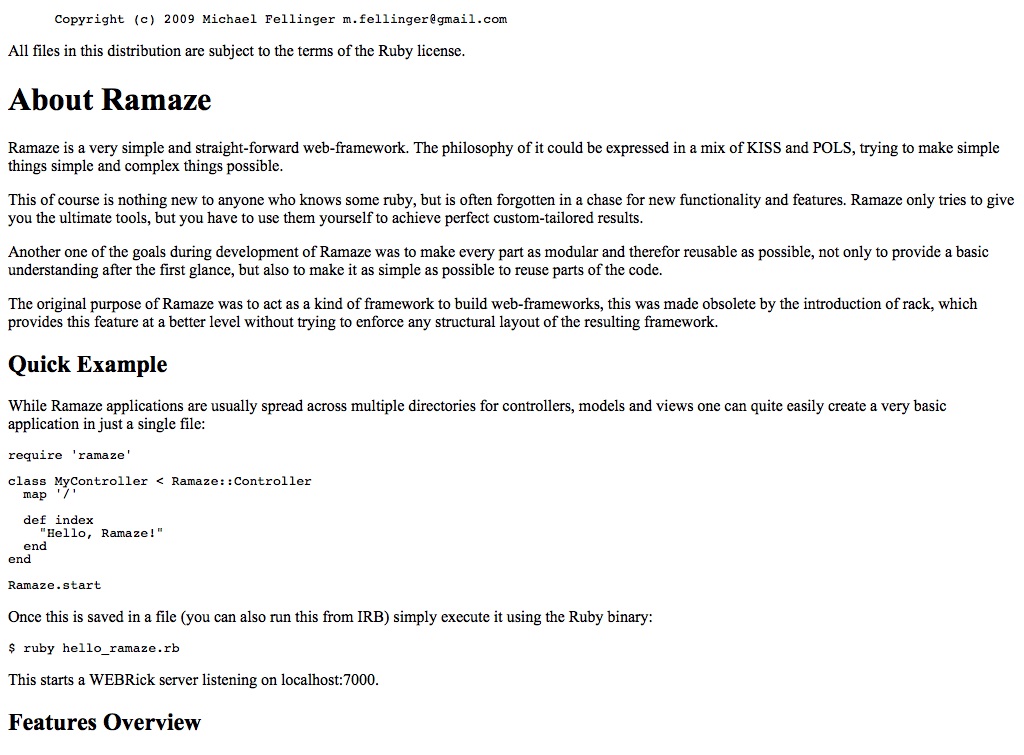 Copyright (c) 2009 Michael Fellinger m.fellinger@gmail.com
All files in this distribution are subject to the terms of the Ruby license.
About Ramaze
Ramaze is a very simple and straight-forward web-framework. The philosophy of it could be expressed in a mix of KISS and POLS, trying to make simple
things simple and complex things possible.
This of course is nothing new to anyone who knows some ruby, but is often forgotten in a chase for new functionality and features. Ramaze only tries to give
you the ultimate tools, but you have to use them yourself to achieve perfect custom-tailored results.
Another one of the goals during development of Ramaze was to make every part as modular and therefor reusable as possible, not only to provide a basic
understanding after the first glance, but also to make it as simple as possible to reuse parts of the code.
The original purpose of Ramaze was to act as a kind of framework to build web-frameworks, this was made obsolete by the introduction of rack, which
provides this feature at a better level without trying to enforce any structural layout of the resulting framework.
Quick Example
While Ramaze applications are usually spread across multiple directories for controllers, models and views one can quite easily create a very basic
application in just a single file:
require 'ramaze'
class MyController < Ramaze::Controller
  map '/'
  def index
    "Hello, Ramaze!"
  end
end
Ramaze.start
Once this is saved in a file (you can also run this from IRB) simply execute it using the Ruby binary:
$ ruby hello_ramaze.rb
This starts a WEBRick server listening on localhost:7000.
Features Overview